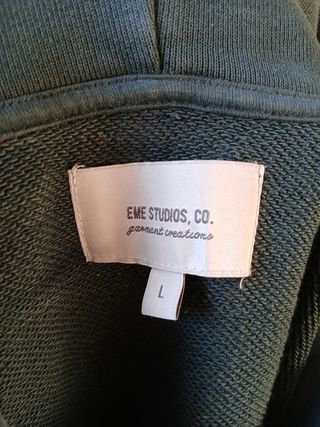 EME STUDIOS, CO.
garment creations
L